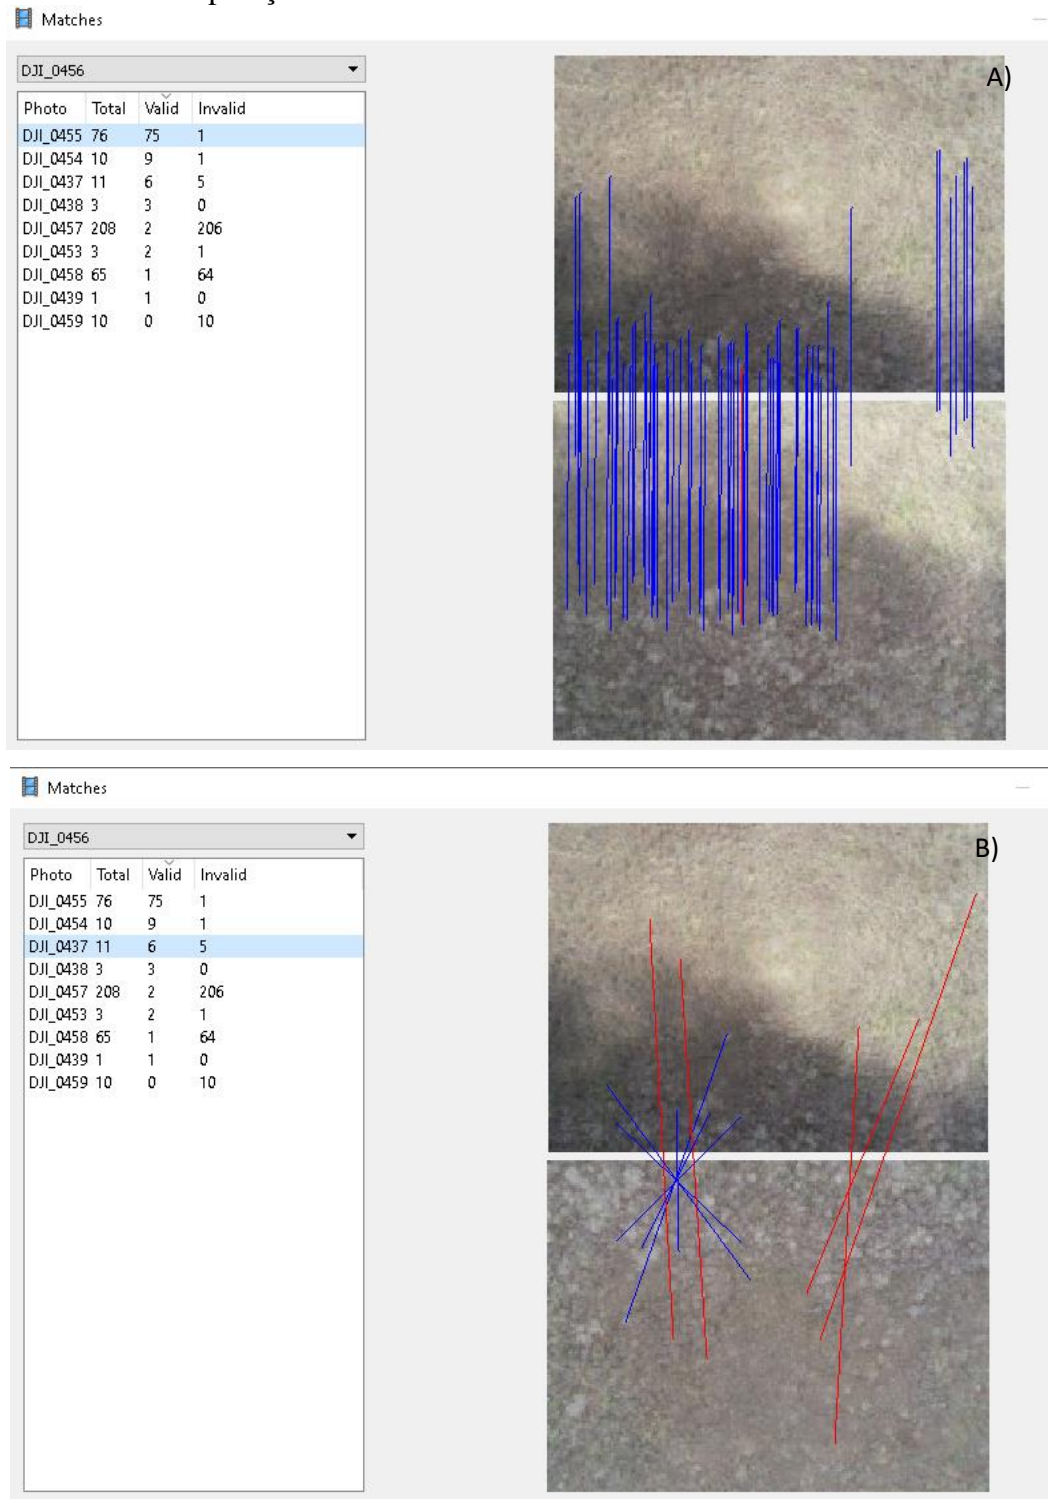 Matches
A)
DJI_0456
Photo Total Valid Invalid
DJI_0455 76 75 1
DJI_0454 10 9 1
DJI_0437 11 6 5
DJI_0438 3 3 0
DJI_0457 208 2 206
DJI_0453 3 2 1
DJI_0458 65 1 64
DJI_0439 1 1 0
DJI_0459 10 0 10
Matches
B)
DJI_0456
Photo Total Valid Invalid
DJI_0455 76 75 1
DJI_0454 10 9 1
DJI_0437 11 6 5
DJI_0438 3 3 0
DJI_0457 208 2 206
DJI_0453 3 2 1
DJI_0458 65 1 64
DJI_0439 1 1 0
DJI_0459 10 0 10